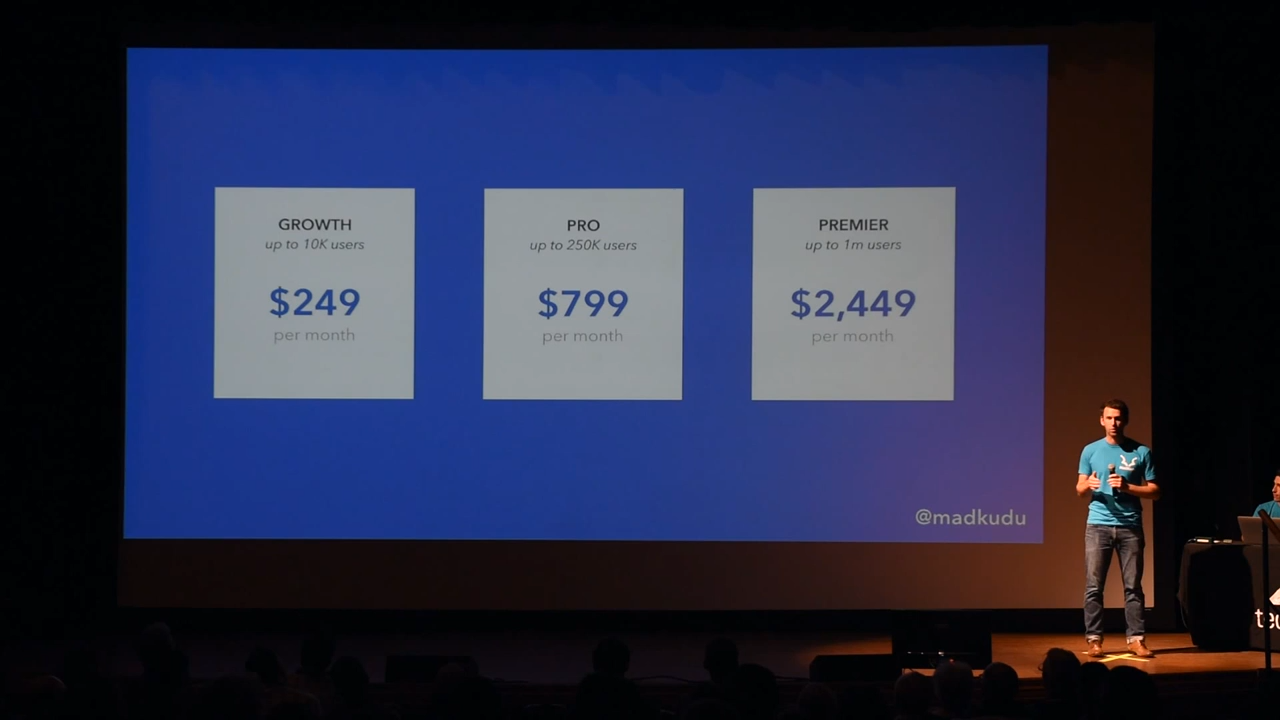 GROWTH
up to 10K users
$249
per month
PRO
up to 250K users
$799
per month
PREMIER
up to 1m users
$2,449
per month
@madkudu